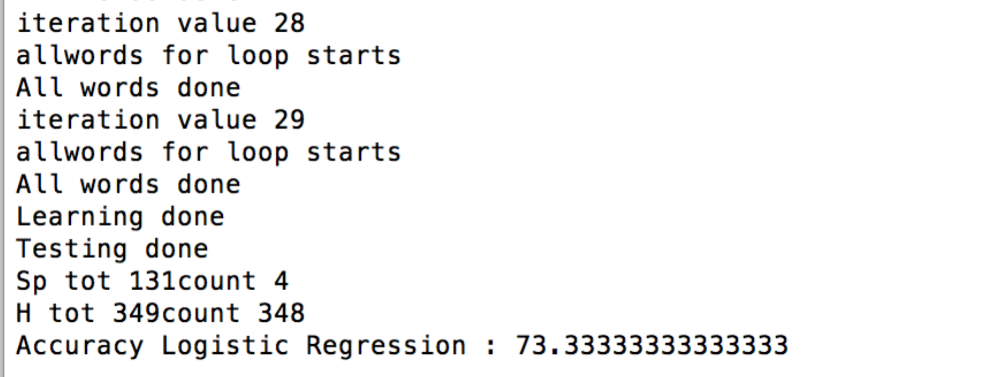 iteration value 28
allwords for loop starts
All words done
iteration value 29
allwords for loop starts
All words done
Learning done
Testing done
Sp tot 131count 4
H tot 349count 348
Accuracy Logistic Regression : 73.33333333333333